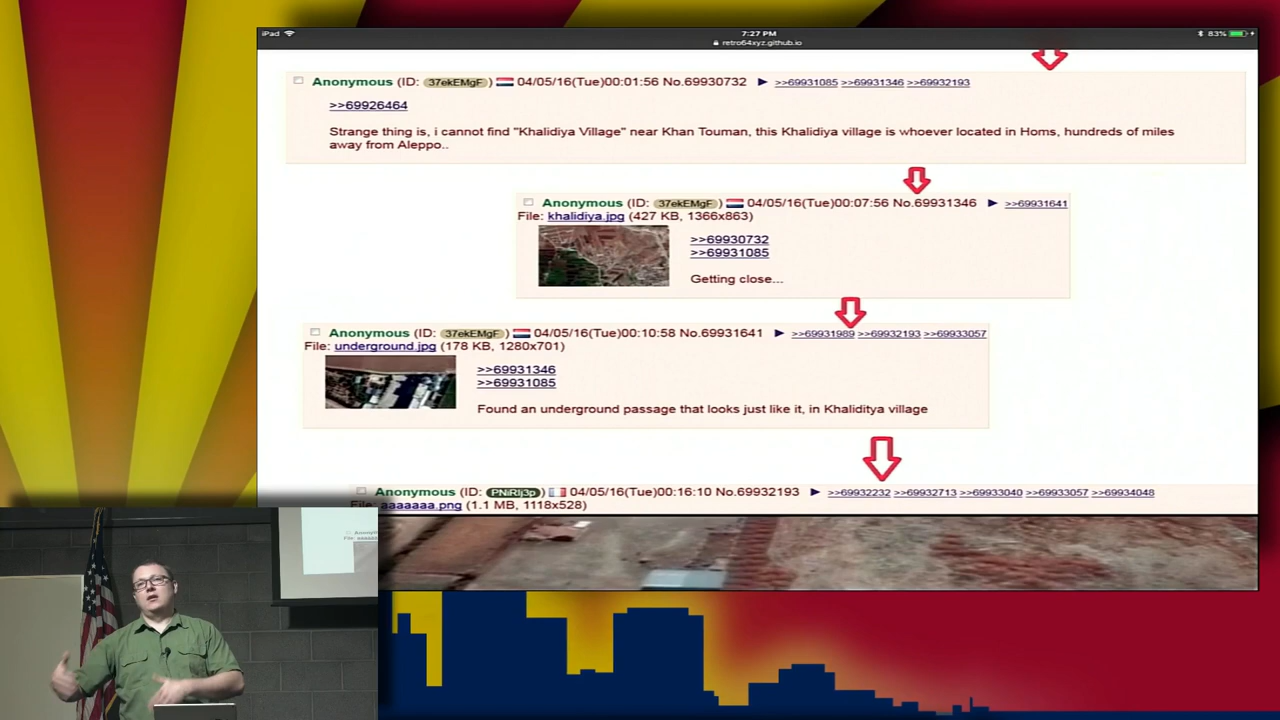 iPad
7:27 PM
83%
retro64xyz.github.io
Anonymous (ID: 37ekEMgF) 04/05/16(Tue)00:01:56 No.69930732 ▶ >>69931085 >>69931346 >>69932193
>>69926464
Strange thing is, i cannot find "Khalidiya Village" near Khan Touman, this Khalidiya village is whoever located in Homs, hundreds of miles
away from Aleppo..
Anonymous (ID: 37ekEMgF) 04/05/16(Tue)00:07:56 No.69931346 ▶ >>69931641
File: khalidiya.jpg (427 KB, 1366x863)
>>69930732
>>69931085
Getting close...
Anonymous (ID: 37ekEMgF) 04/05/16(Tue)00:10:58 No.69931641 ▶ >>69931989 >>69932193 >>69933057
File: underground.jpg (178 KB, 1280x701)
>>69931346
>>69931085
Found an underground passage that looks just like it, in Khaliditya village
Anonymous (ID: PNiRIj3p) 04/05/16(Tue)00:16:10 No.69932193 ▶ >>69932232 >>69932713 >>69933040 >>69933057 >>69934048
aaaaaaa.png (1.1 MB, 1118x528)